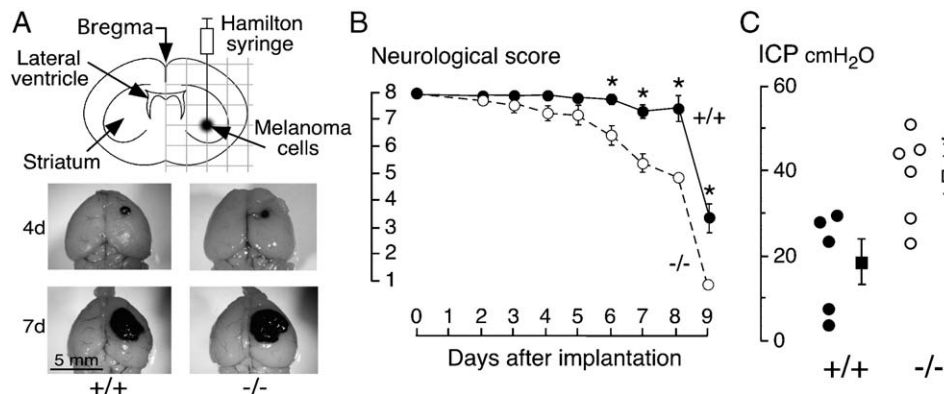 A
Bregma
Hamilton
syringe
Lateral
ventricle
Striatum
Melanoma
cells
4d
7d
5 mm
+/+
-/-
B
Neurological score
8
7
6
5
4
3
2
1
*
*
*
*
+/+
-/-
0 1 2 3 4 5 6 7 8 9
Days after implantation
C
ICP cmH₂O
60
40
20
0
+/+
-/-